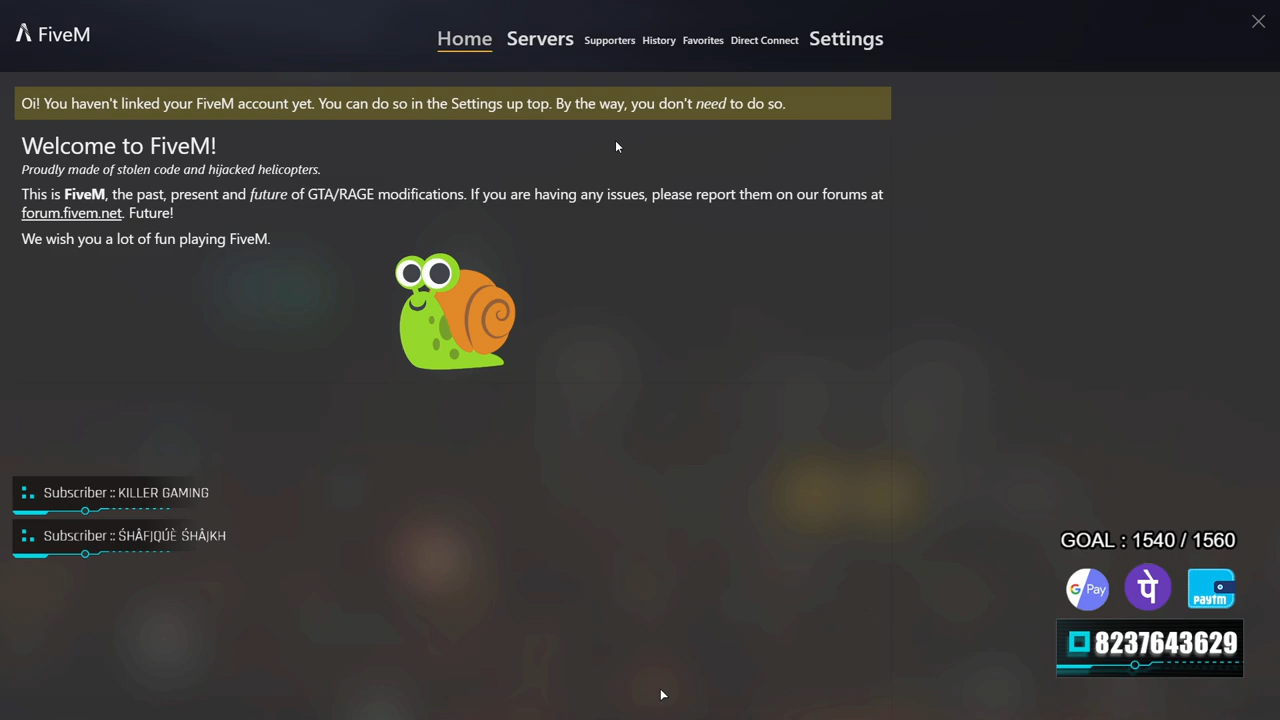 FiveM
Home Servers Supporters History Favorites Direct Connect Settings
Oi! You haven't linked your FiveM account yet. You can do so in the Settings up top. By the way, you don't need to do so.
Welcome to FiveM!
Proudly made of stolen code and hijacked helicopters.
This is FiveM, the past, present and future of GTA/RAGE modifications. If you are having any issues, please report them on our forums at
forum.fivem.net. Future!
We wish you a lot of fun playing FiveM.
Subscriber :: KILLER GAMING
Subscriber :: ŚHÂFĮQÚÈ ŚHÂĮKH
GOAL : 1540 / 1560
G Pay पे paytm
8237643629